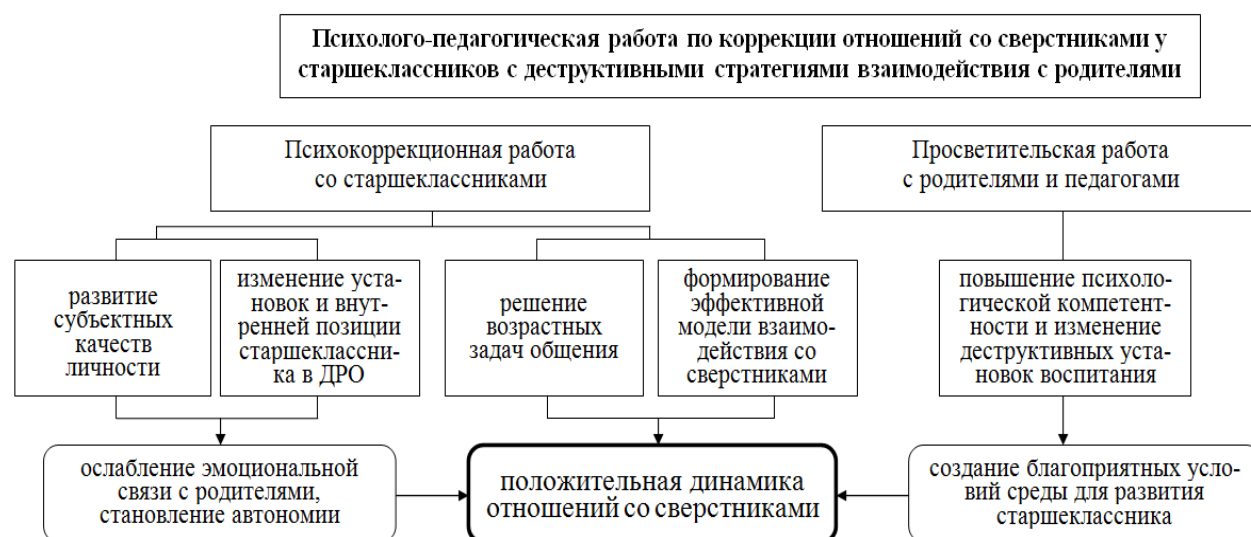 Психолого-педагогическая работа по коррекции отношений со сверстниками у
старшеклассников с деструктивными стратегиями взаимодействия с родителями
Психокоррекционная работа
со старшеклассниками
Просветительская работа
с родителями и педагогами
развитие
субъектных
качеств
личности
изменение уста-
новок и внут-
ренней позиции
старшеклассни-
ка в ДРО
решение
возрастных
задач общения
формирование
эффективной
модели взаимо-
действия со
сверстниками
повышение психоло-
гической компетент-
ности и изменение
деструктивных уста-
новок воспитания
ослабление эмоциональной
связи с родителями,
становление автономии
положительная динамика
отношений со сверстниками
создание благоприятных усло-
вий среды для развития
старшеклассника